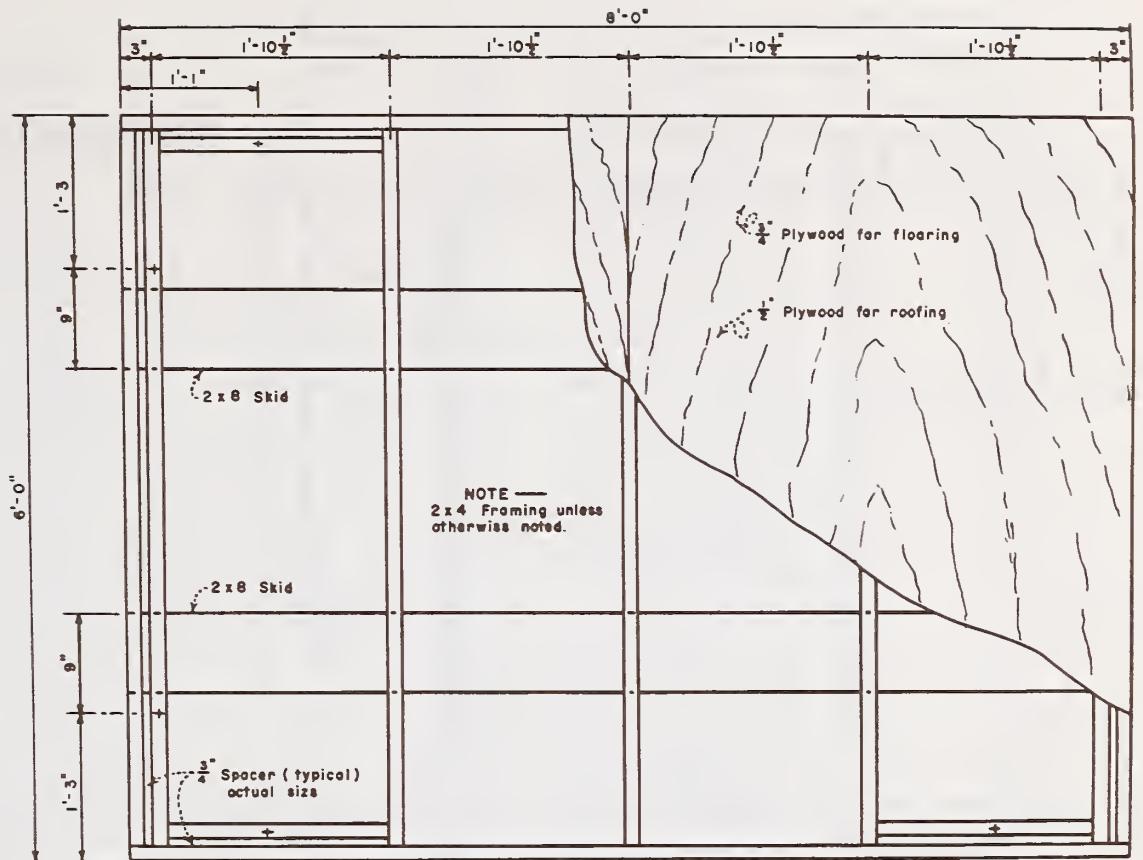 8'-0"
3"
1'-10½"
1'-10½"
1'-10½"
1'-10½"
3"
1'-1"
1'-3
9"
6'-0"
9"
1'-3"
¾" Plywood for flooring
½" Plywood for roofing
2 x 8 Skid
NOTE —
2 x 4 Framing unless
otherwiss noted.
2 x 8 Skid
¾" Spacer ( typical )
actual size